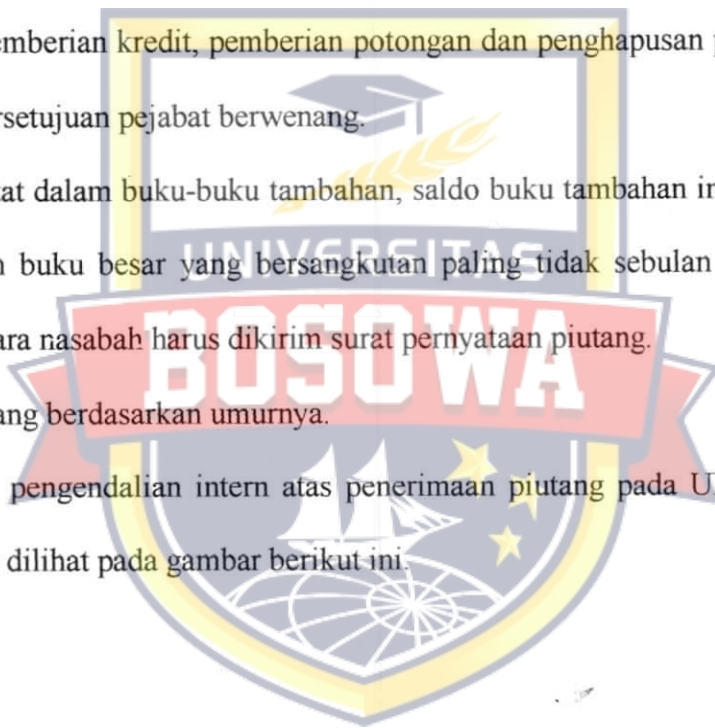 emberian kredit, pemberian potongan dan penghapusan
rsetujuan pejabat berwenang.
tat dalam buku-buku tambahan, saldo buku tambahan in
buku besar yang bersangkutan paling tidak sebulan
UNIVERSITAS
ara nasabah harus dikirim surat pernyataan piutang.
BOSOWA
ang berdasarkan umurnya.
pengendalian intern atas penerimaan piutang pada U
dilihat pada gambar berikut ini.